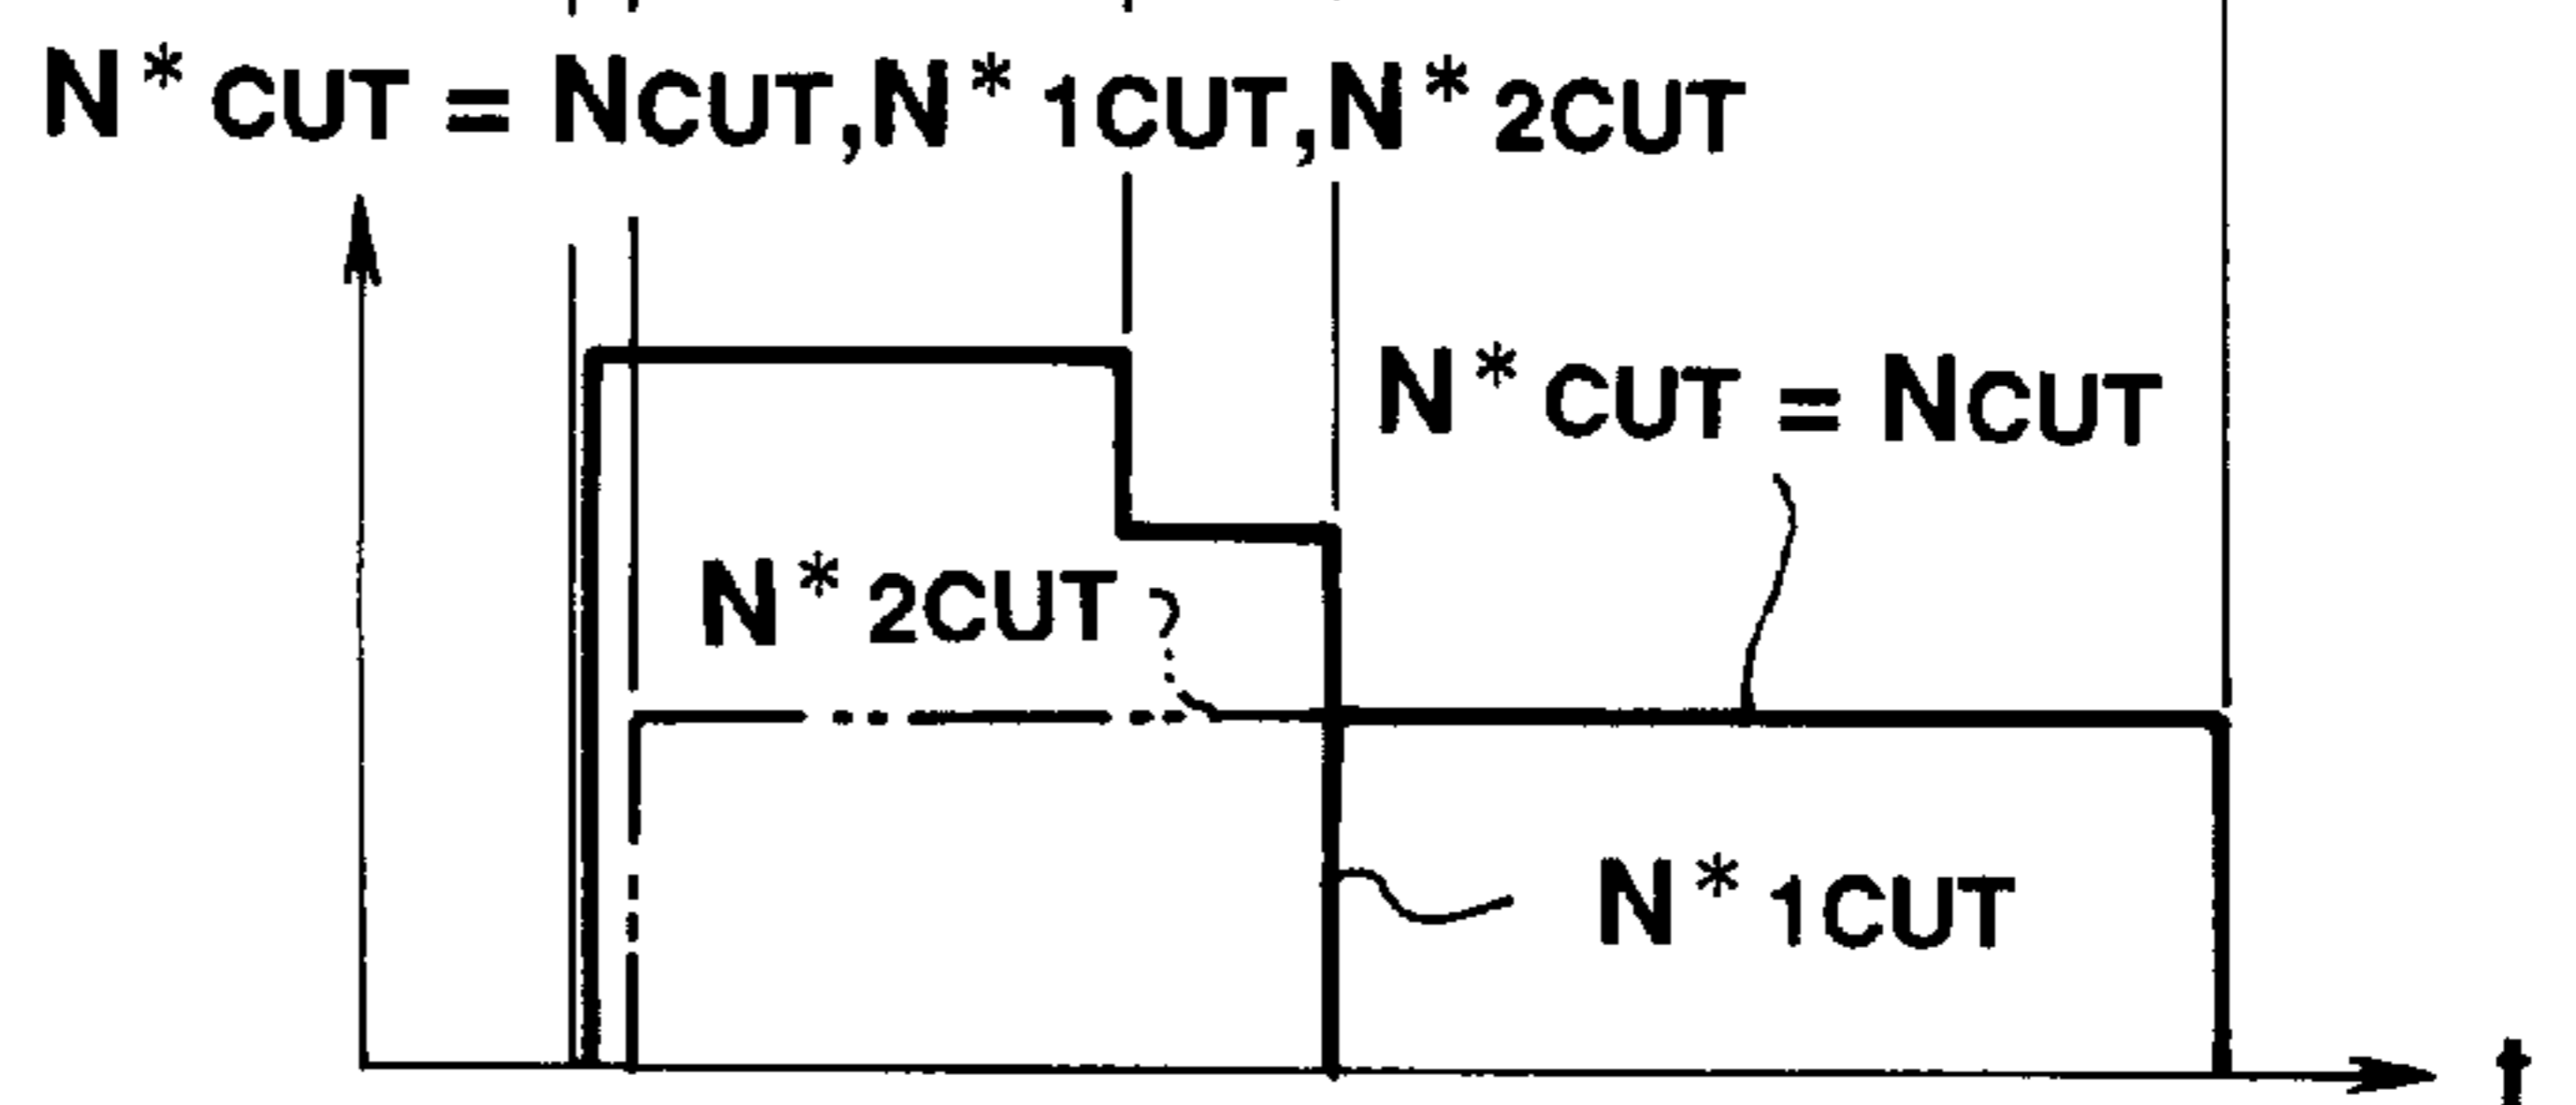 N*CUT = NCUT,N*1CUT,N*2CUT
N*CUT = NCUT
N*2CUT
N*1CUT
t